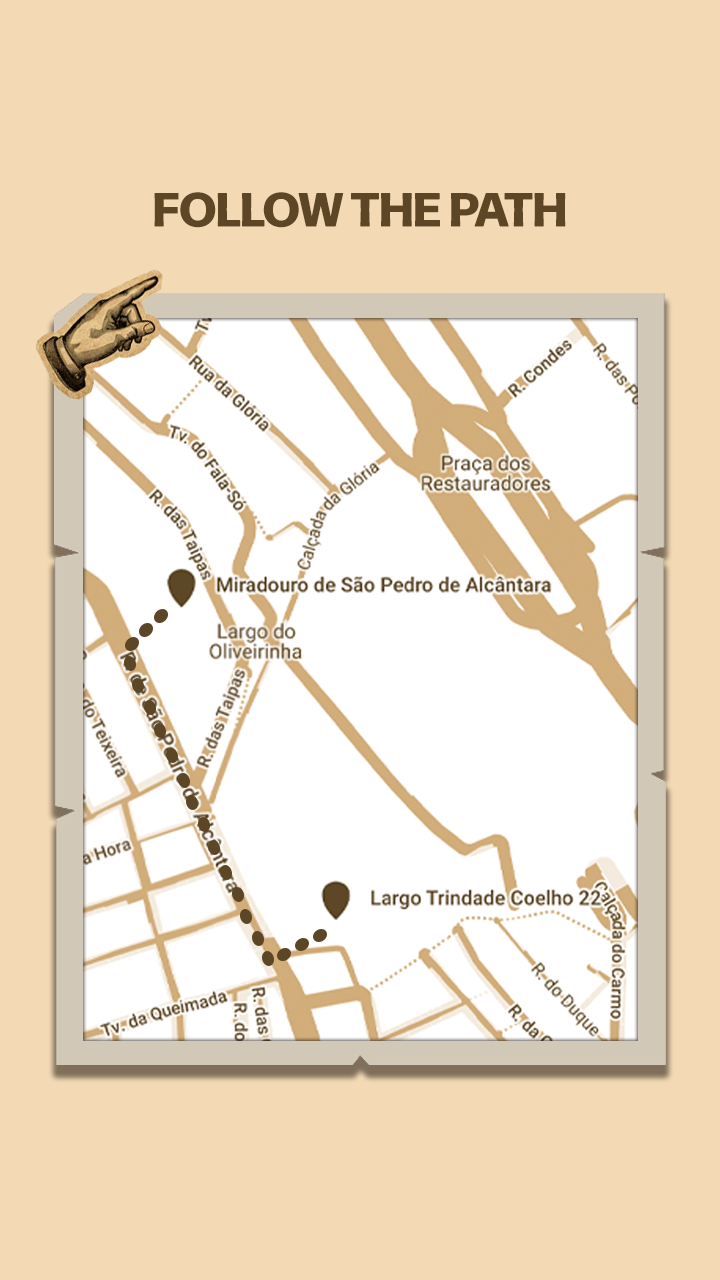 FOLLOW THE PATH
Rua da Glória
R. Condes
Tv. do Fala-Só
Praça dos
Restauradores
Calçada da Glória
R. das Taipas
Miradouro de São Pedro de Alcântara
Largo do
Oliveirinha
R. de São Pedro de Alcântara
do Teixeira
R. das Taipas
a Hora
Largo Trindade Coelho 22
Calçada do Carmo
R. do Duque
Tv. da Queimada
R. das
R. do